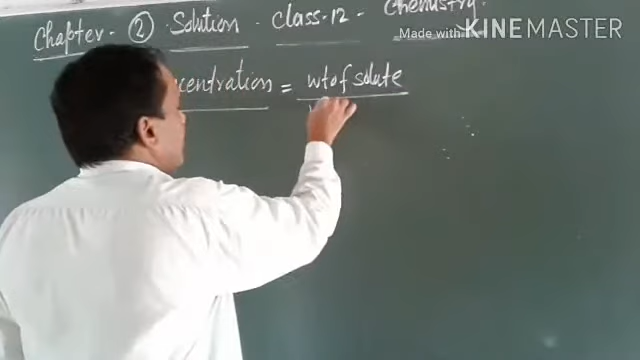 Chapter - ② Solution - Class-12 - Chemistry.
Made with KINEMASTER
centration = wt of solute